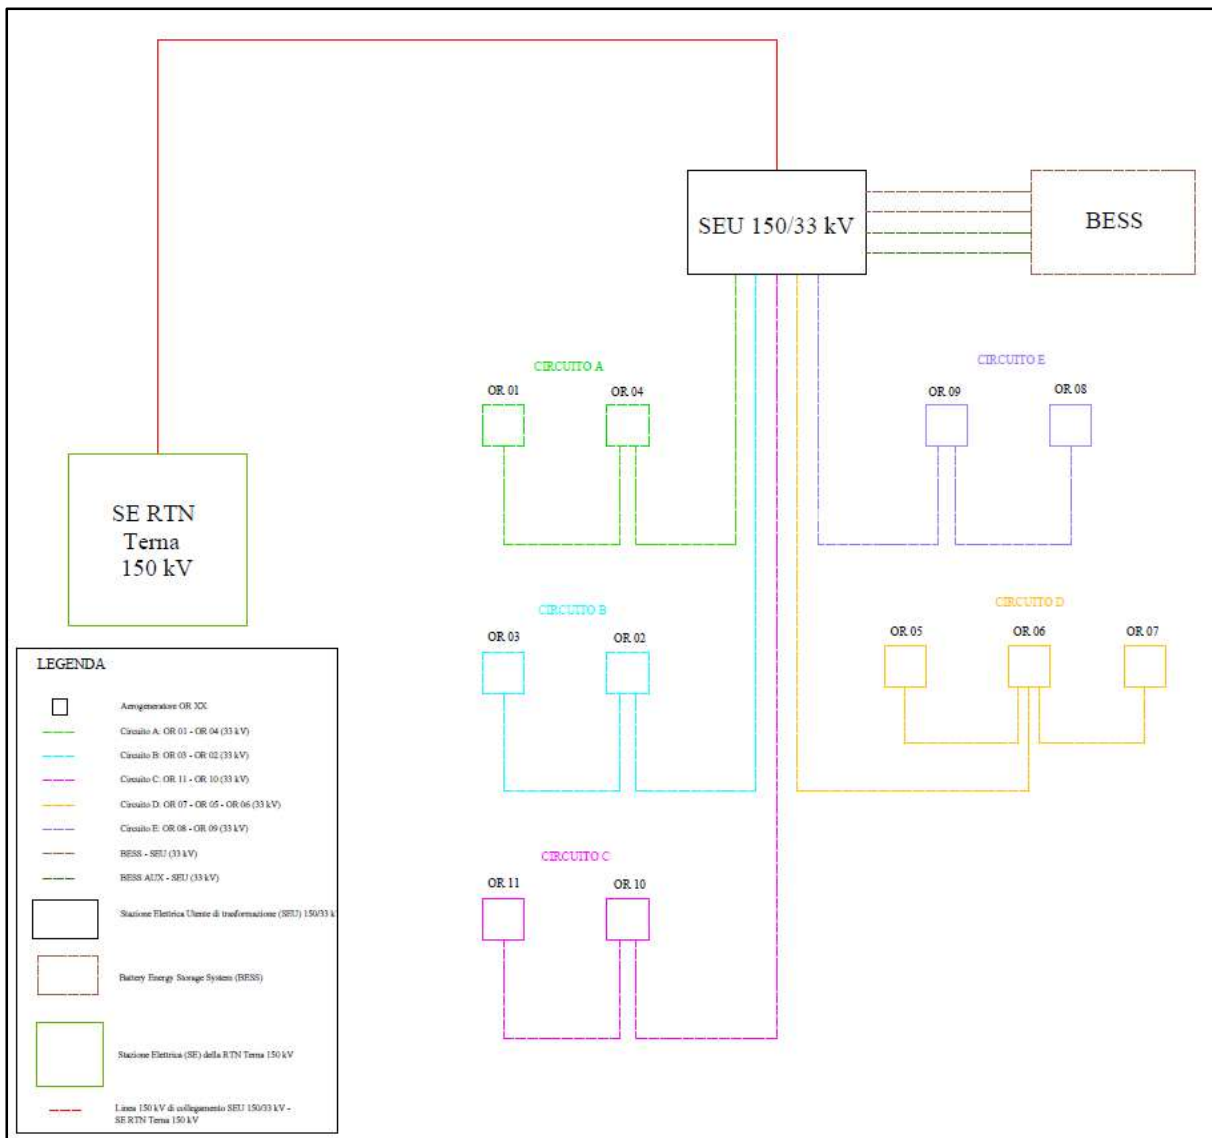 SEU 150/33 kV
BESS
CIRCUITO A
OR 01
OR 04
CIRCUITO E
OR 09
OR 08
SE RTN
Terna
150 kV
CIRCUITO B
OR 03
OR 02
CIRCUITO D
OR 05
OR 06
OR 07
CIRCUITO C
OR 11
OR 10
LEGENDA
Aerogeneratore OR XX
Circuito A: OR 01 - OR 04 (33 kV)
Circuito B: OR 03 - OR 02 (33 kV)
Circuito C: OR 11 - OR 10 (33 kV)
Circuito D: OR 07 - OR 05 - OR 06 (33 kV)
Circuito E: OR 08 - OR 09 (33 kV)
BESS - SEU (33 kV)
BESS AUX - SEU (33 kV)
Stazione Elettrica Utente di trasformazione (SEU) 150/33 k
Battery Energy Storage System (BESS)
Stazione Elettrica (SE) della RTN Terna 150 kV
Linea 150 kV di collegamento SEU 150/33 kV -
SE RTN Terna 150 kV